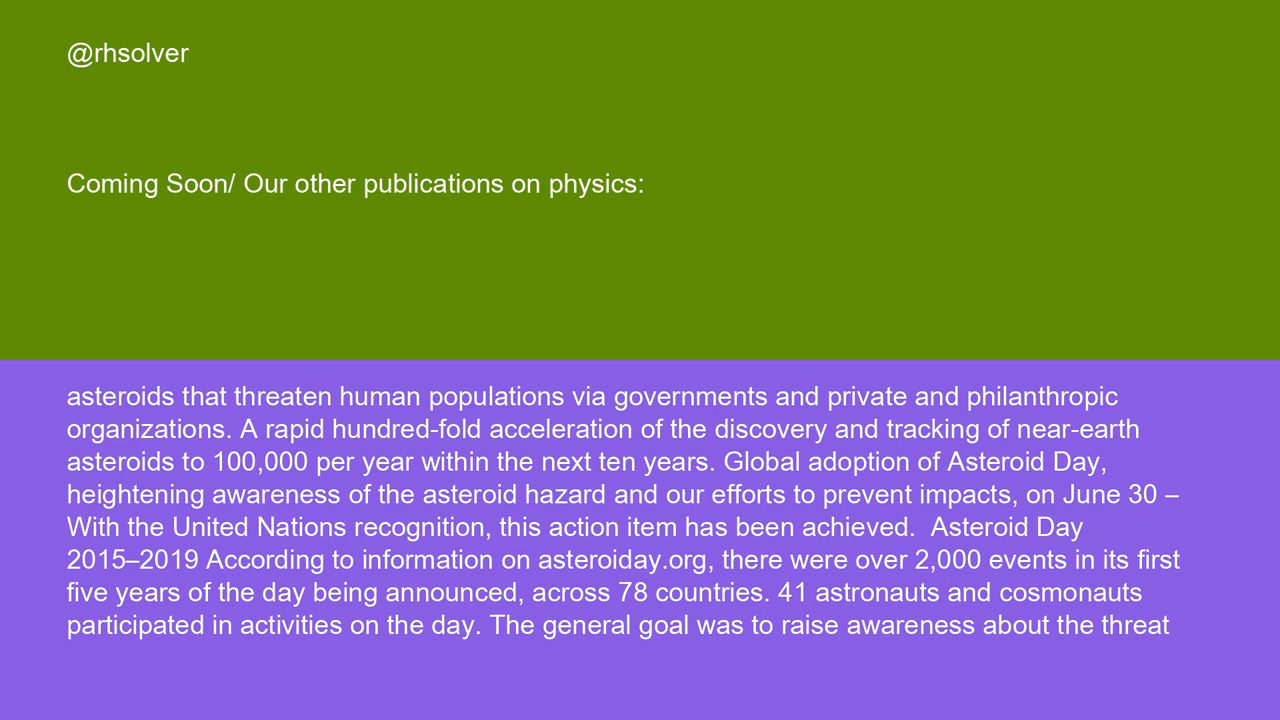 @rhsolver
Coming Soon/ Our other publications on physics:
asteroids that threaten human populations via governments and private and philanthropic
organizations. A rapid hundred-fold acceleration of the discovery and tracking of near-earth
asteroids to 100,000 per year within the next ten years. Global adoption of Asteroid Day,
heightening awareness of the asteroid hazard and our efforts to prevent impacts, on June 30 –
With the United Nations recognition, this action item has been achieved.  Asteroid Day
2015–2019 According to information on asteroiday.org, there were over 2,000 events in its first
five years of the day being announced, across 78 countries. 41 astronauts and cosmonauts
participated in activities on the day. The general goal was to raise awareness about the threat